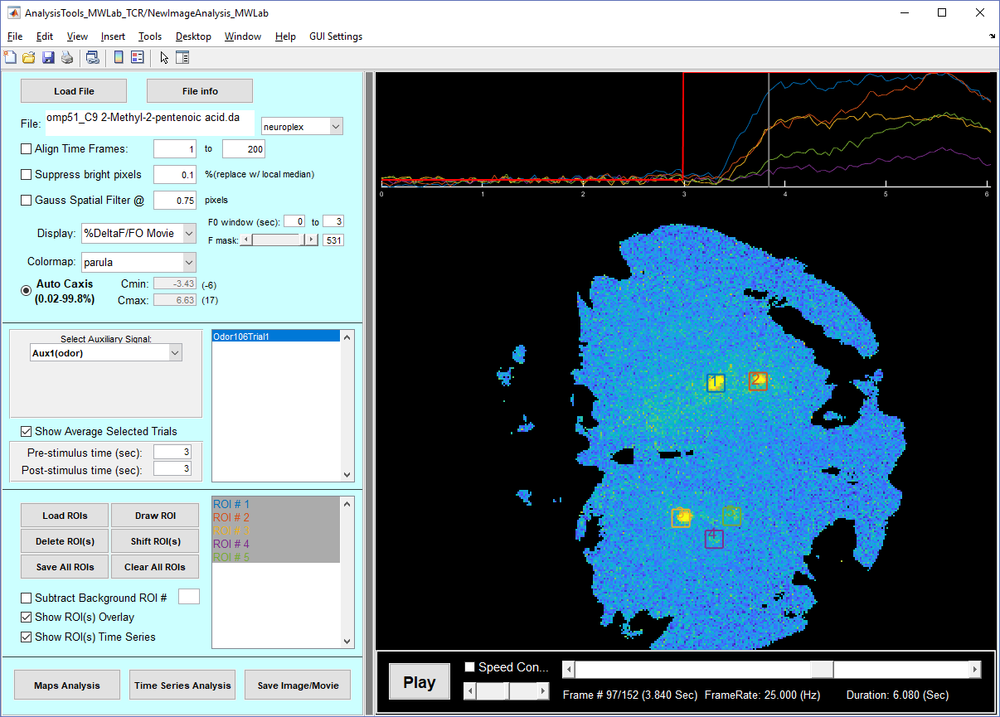 AnalysisTools_MWLab_TCR/NewImageAnalysis_MWLab
File Edit View Insert Tools Desktop Window Help GUI Settings
Load File File info
File: omp51_C9 2-Methyl-2-pentenoic acid.da neuroplex
Align Time Frames: 1 to 200
Suppress bright pixels 0.1 %(replace w/ local median)
Gauss Spatial Filter @ 0.75 pixels
Display: %DeltaF/FO Movie F0 window (sec): 0 to 3
F mask: 531
Colormap: parula
Auto Caxis Cmin: -3.43 (-6)
(0.02-99.8%) Cmax: 6.63 (17)
Select Auxiliary Signal:
Aux1(odor)
Odor106Trial1
Show Average Selected Trials
Pre-stimulus time (sec): 3
Post-stimulus time (sec): 3
Load ROIs Draw ROI
Delete ROI(s) Shift ROI(s)
Save All ROIs Clear All ROIs
Subtract Background ROI #
Show ROI(s) Overlay
Show ROI(s) Time Series
ROI # 1
ROI # 2
ROI # 3
ROI # 4
ROI # 5
Maps Analysis Time Series Analysis Save Image/Movie
0 1 2 3 4 5 6
1 2
4
Play Speed Con...
Frame # 97/152 (3.840 Sec) FrameRate: 25.000 (Hz) Duration: 6.080 (Sec)